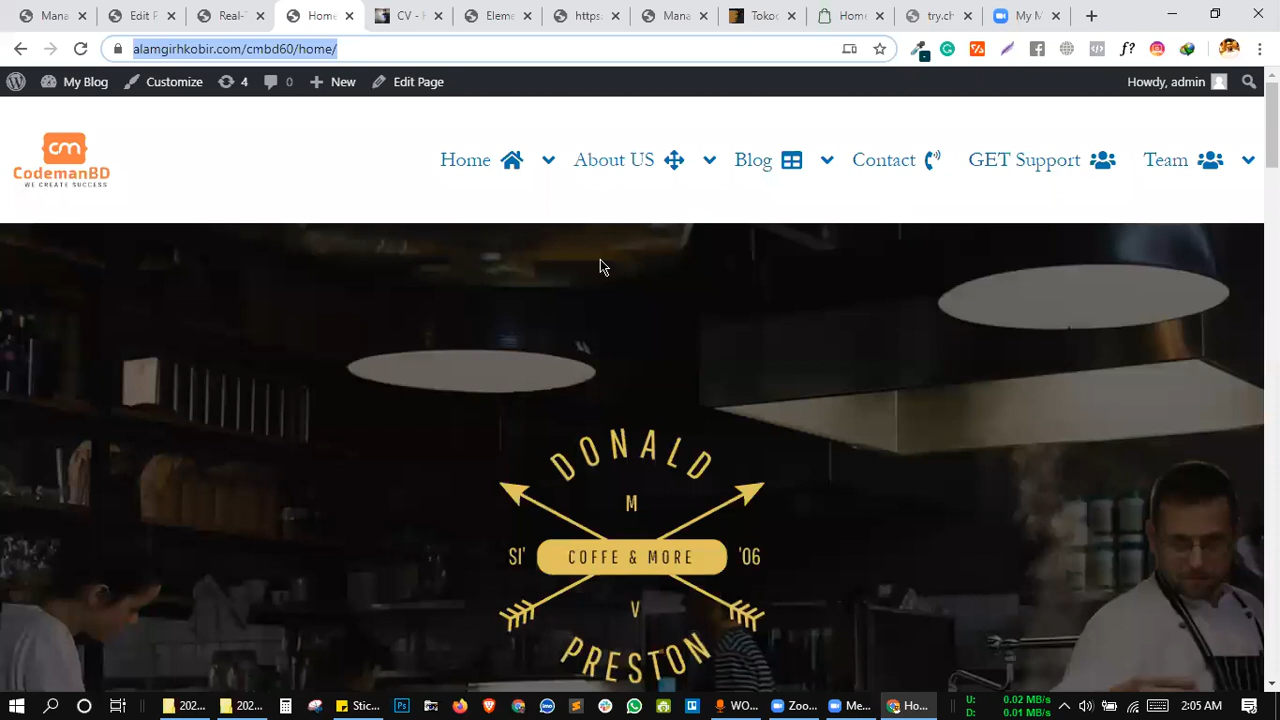 Mana
Edit P
Real-T
Home
CV - H
Eleme
https:
Mana
Tokoo
Home
try.ch
My M
alamgirhkobir.com/cmbd60/home/
My Blog
Customize
4
0
New
Edit Page
Howdy, admin
cm
CodemanBD
WE CREATE SUCCESS
Home
About US
Blog
Contact
GET Support
Team
DONALD
M
SI'
COFFE & MORE
'06
V
PRESTON
202...
202...
Stic...
WO...
Zoo...
Me...
Ho...
U: 0.02 MB/s
D: 0.01 MB/s
2:05 AM